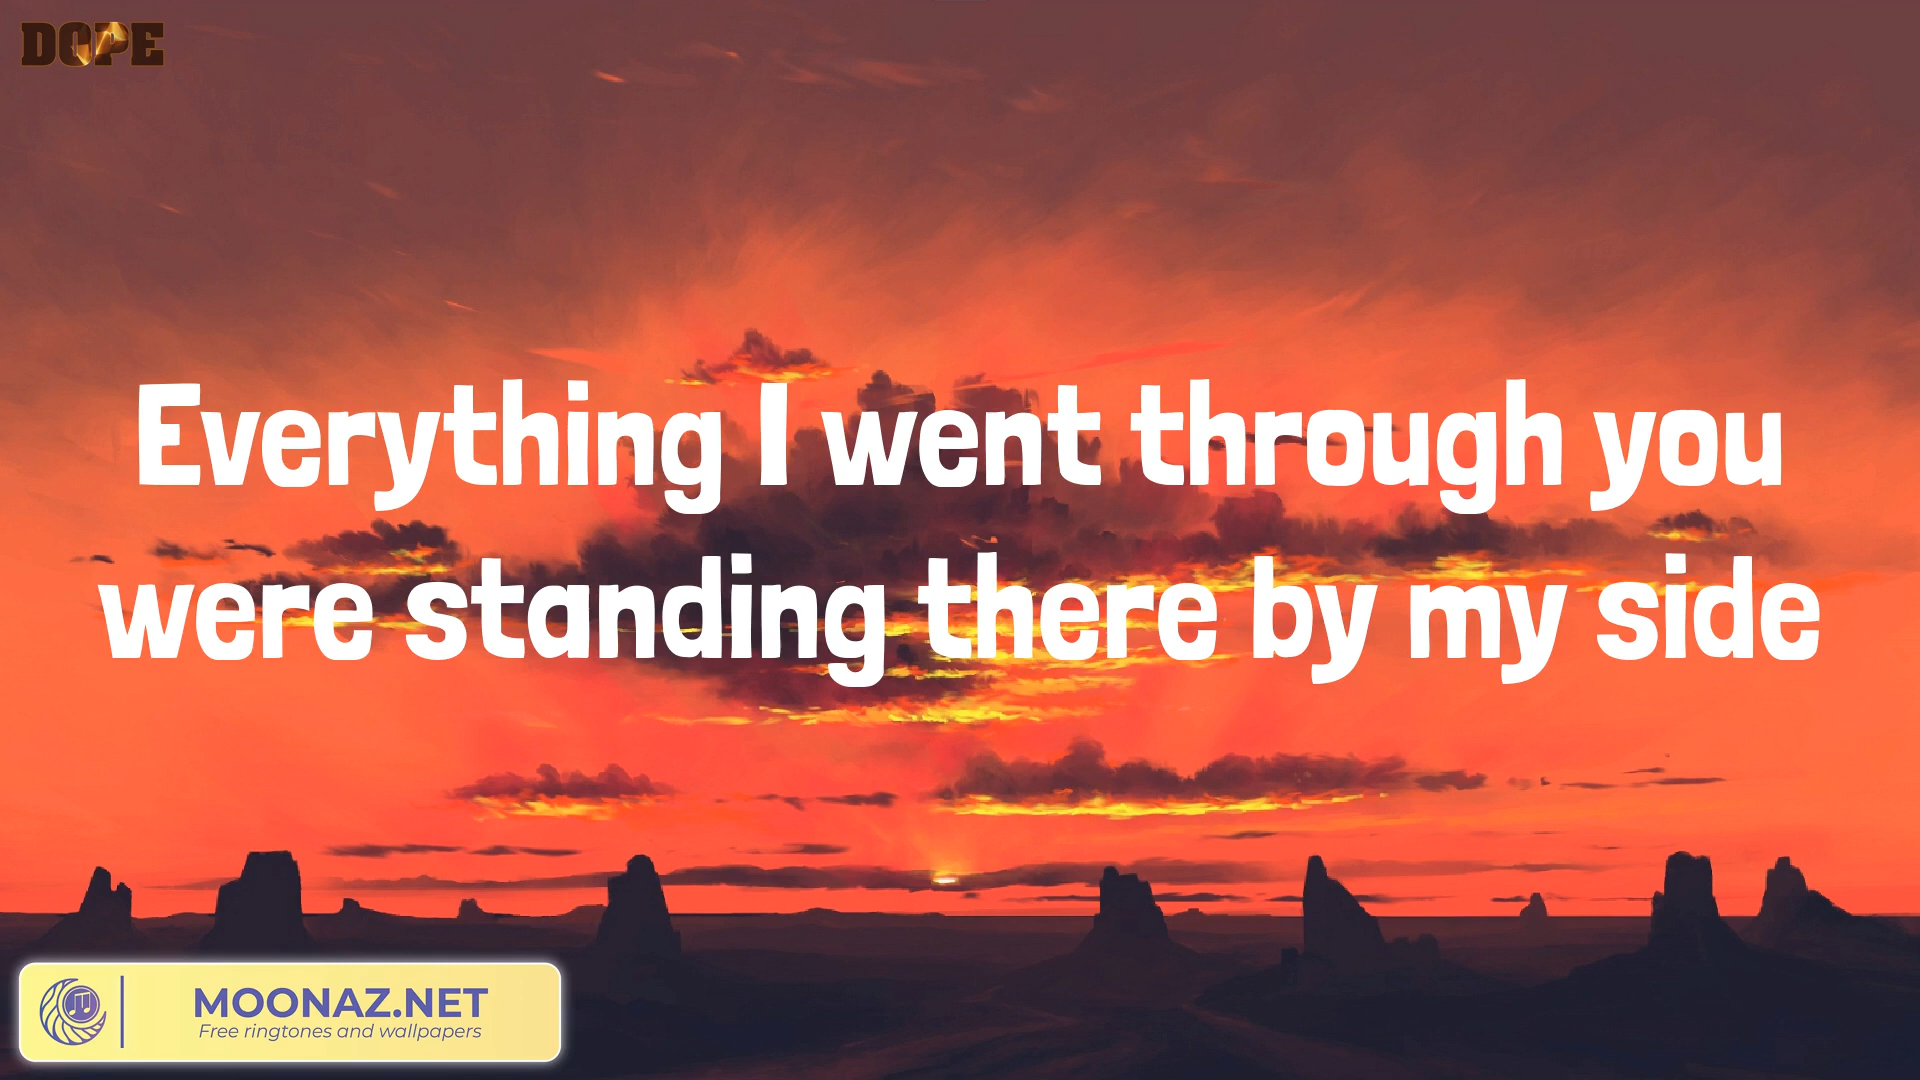 DOPE
Everything I went through you
were standing there by my side
MOONAZ.NET
Free ringtones and wallpapers